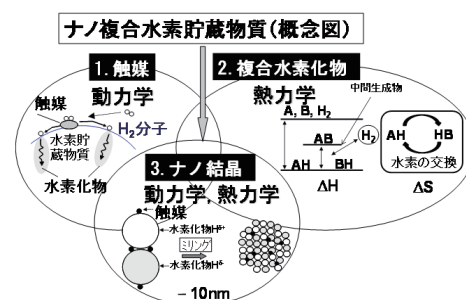 ナノ複合水素貯蔵物質(概念図)
1. 触媒
動力学
触媒
H₂分子
水素貯
蔵物質
水素化物
2. 複合水素化物
熱力学
中間生成物
A, B, H₂
AB
H₂
AH
BH
ΔH
AH
HB
水素の交換
ΔS
3. ナノ結晶
動力学, 熱力学
触媒
水素化物Hδ+
ミリング
水素化物Hδ-
~10nm